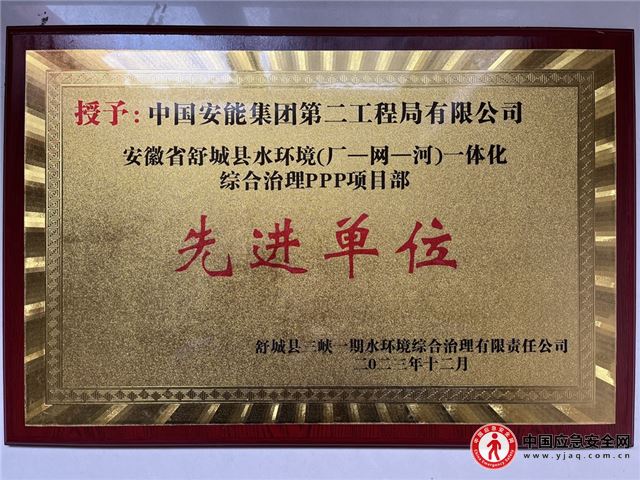 授予：中国安能集团第二工程局有限公司
安徽省舒城县水环境(厂—网—河)一体化
综合治理PPP项目部
先进单位
舒城县三峡一期水环境综合治理有限责任公司
二〇二三年十二月
中国应急安全网
www.yjaq.com.cn